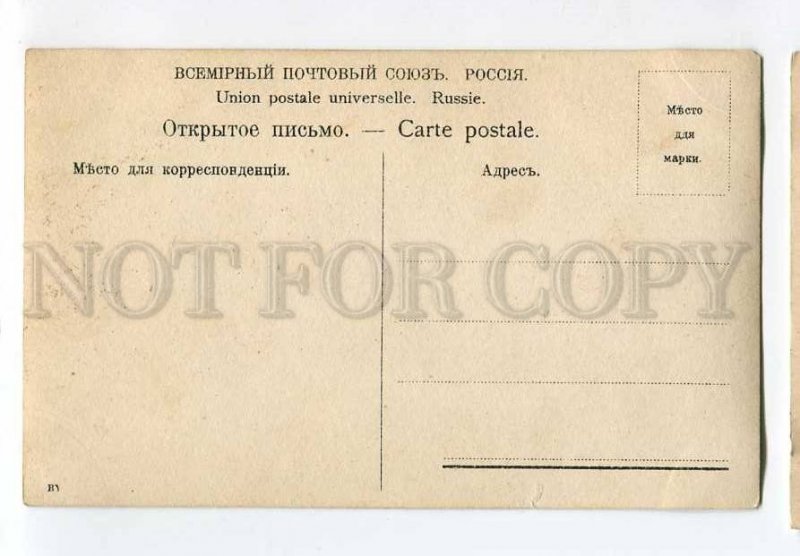 ВСЕМІРНЫЙ ПОЧТОВЫЙ СОЮЗЪ. РОССІЯ.
Union postale universelle. Russie.
Открытое письмо. — Carte postale.
Мѣсто
для
марки.
Мѣсто для корреспонденціи.
Адресъ.
NOT FOR COPY